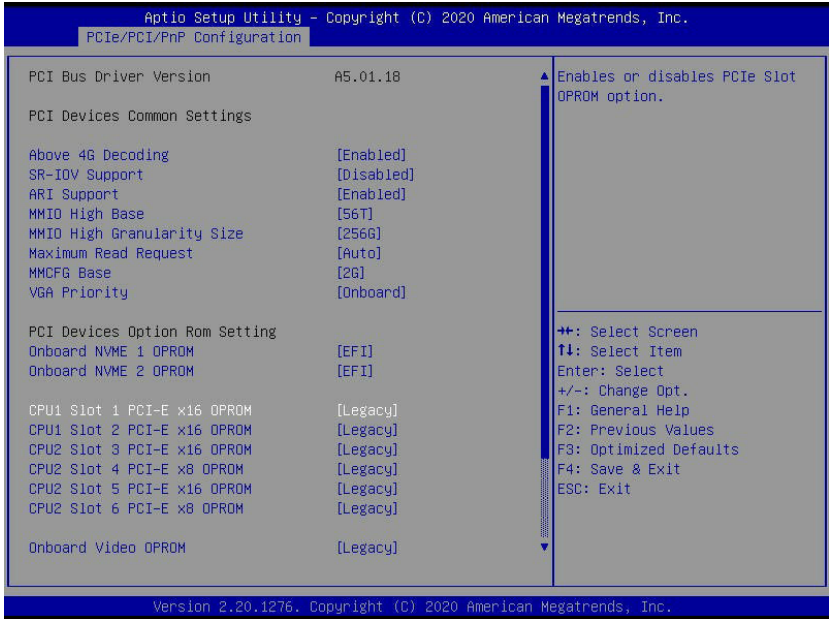 Aptio Setup Utility – Copyright (C) 2020 American Megatrends, Inc.
PCIe/PCI/PnP Configuration
PCI Bus Driver Version A5.01.18
PCI Devices Common Settings
Above 4G Decoding [Enabled]
SR-IOV Support [Disabled]
ARI Support [Enabled]
MMIO High Base [56T]
MMIO High Granularity Size [256G]
Maximum Read Request [Auto]
MMCFG Base [2G]
VGA Priority [Onboard]
PCI Devices Option Rom Setting
Onboard NVME 1 OPROM [EFI]
Onboard NVME 2 OPROM [EFI]
CPU1 Slot 1 PCI-E x16 OPROM [Legacy]
CPU1 Slot 2 PCI-E x16 OPROM [Legacy]
CPU2 Slot 3 PCI-E x16 OPROM [Legacy]
CPU2 Slot 4 PCI-E x8 OPROM [Legacy]
CPU2 Slot 5 PCI-E x16 OPROM [Legacy]
CPU2 Slot 6 PCI-E x8 OPROM [Legacy]
Onboard Video OPROM [Legacy]
Enables or disables PCIe Slot
OPROM option.
→←: Select Screen
↑↓: Select Item
Enter: Select
+/-: Change Opt.
F1: General Help
F2: Previous Values
F3: Optimized Defaults
F4: Save & Exit
ESC: Exit
Version 2.20.1276. Copyright (C) 2020 American Megatrends, Inc.